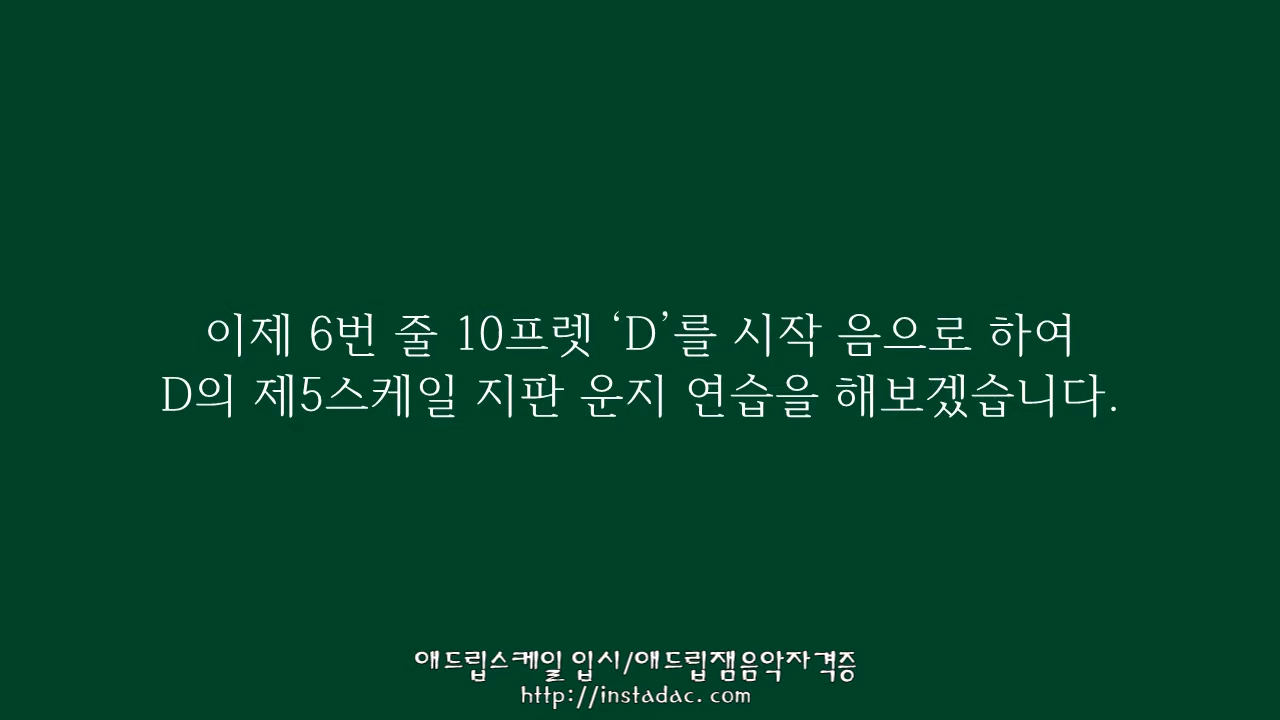 이제 6번 줄 10프렛 ‘D’를 시작 음으로 하여
D의 제5스케일 지판 운지 연습을 해보겠습니다.
애드립스케일 입시/애드립잼음악자격증
http://instadac.com